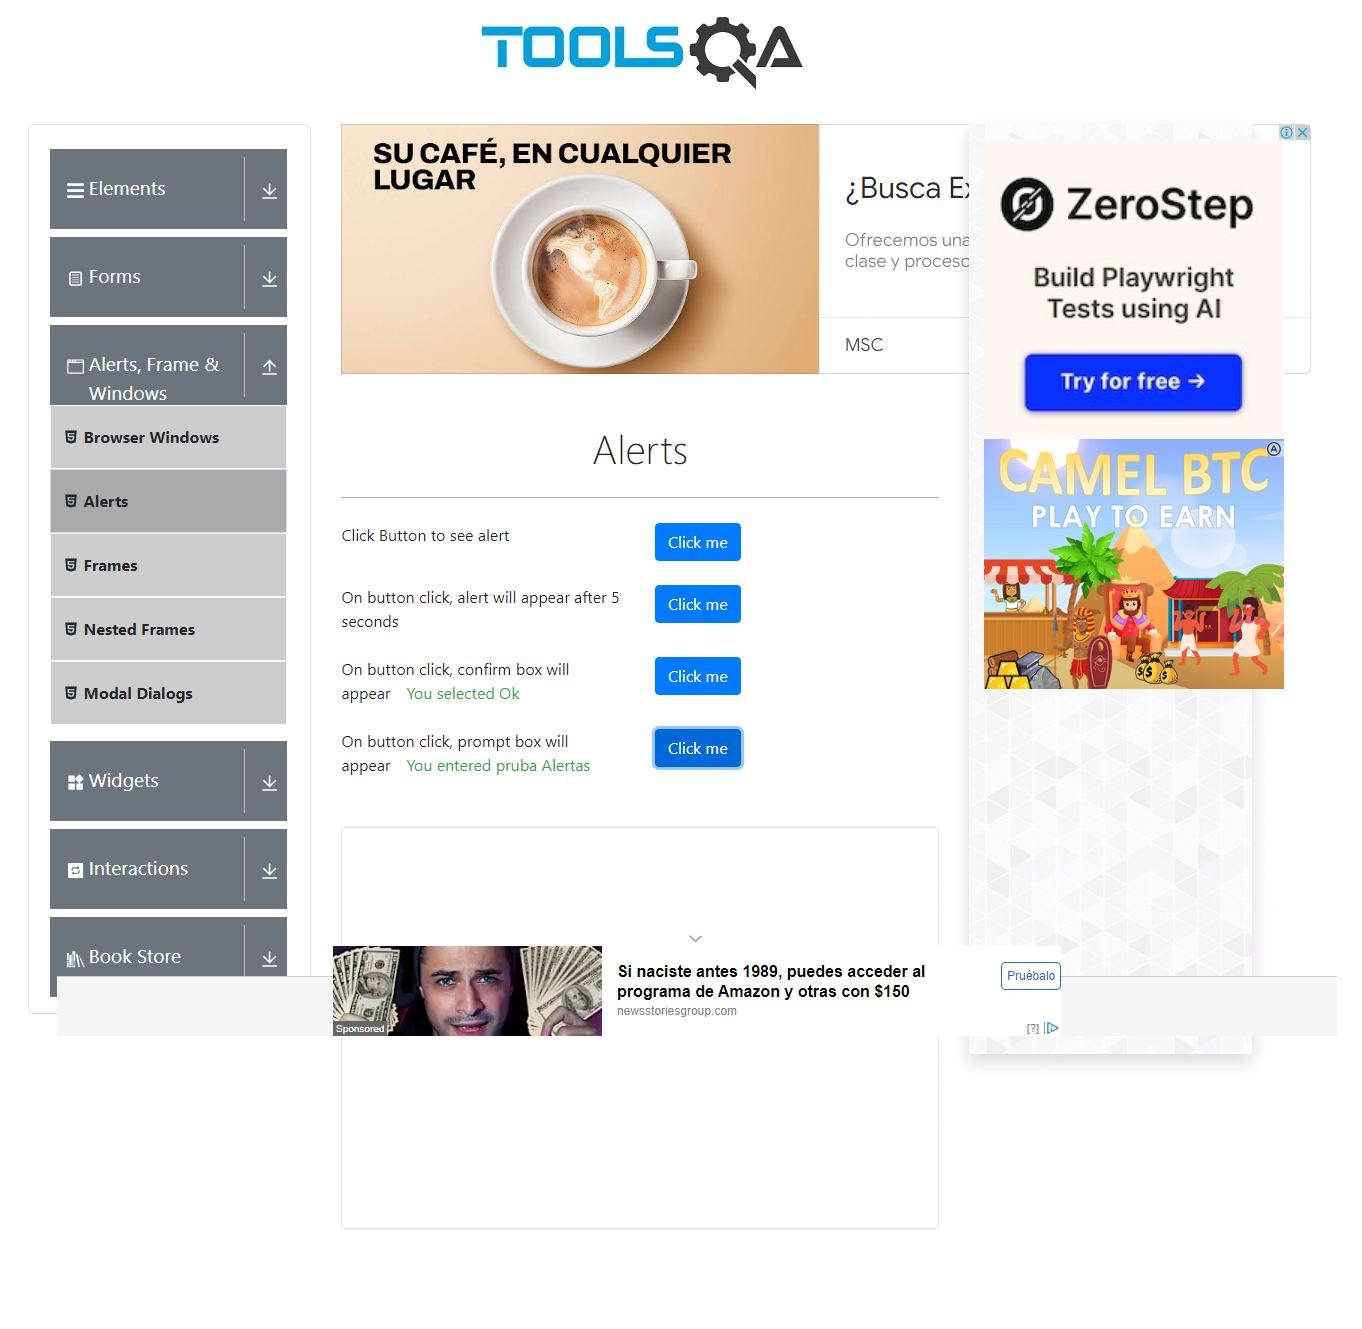 TOOLSQA
Elements
Forms
Alerts, Frame &
Windows
Browser Windows
Alerts
Frames
Nested Frames
Modal Dialogs
Widgets
Interactions
Book Store
SU CAFÉ, EN CUALQUIER
LUGAR
¿Busca Ex
Ofrecemos una
clase y proceso
MSC
ZeroStep
Build Playwright
Tests using AI
Try for free →
CAMEL BTC
PLAY TO EARN
Alerts
Click Button to see alert
Click me
On button click, alert will appear after 5
seconds
Click me
On button click, confirm box will
appear You selected Ok
Click me
On button click, prompt box will
appear You entered pruba Alertas
Click me
Sponsored
Si naciste antes 1989, puedes acceder al
programa de Amazon y otras con $150
newsstoriesgroup.com
Pruébalo
[?]